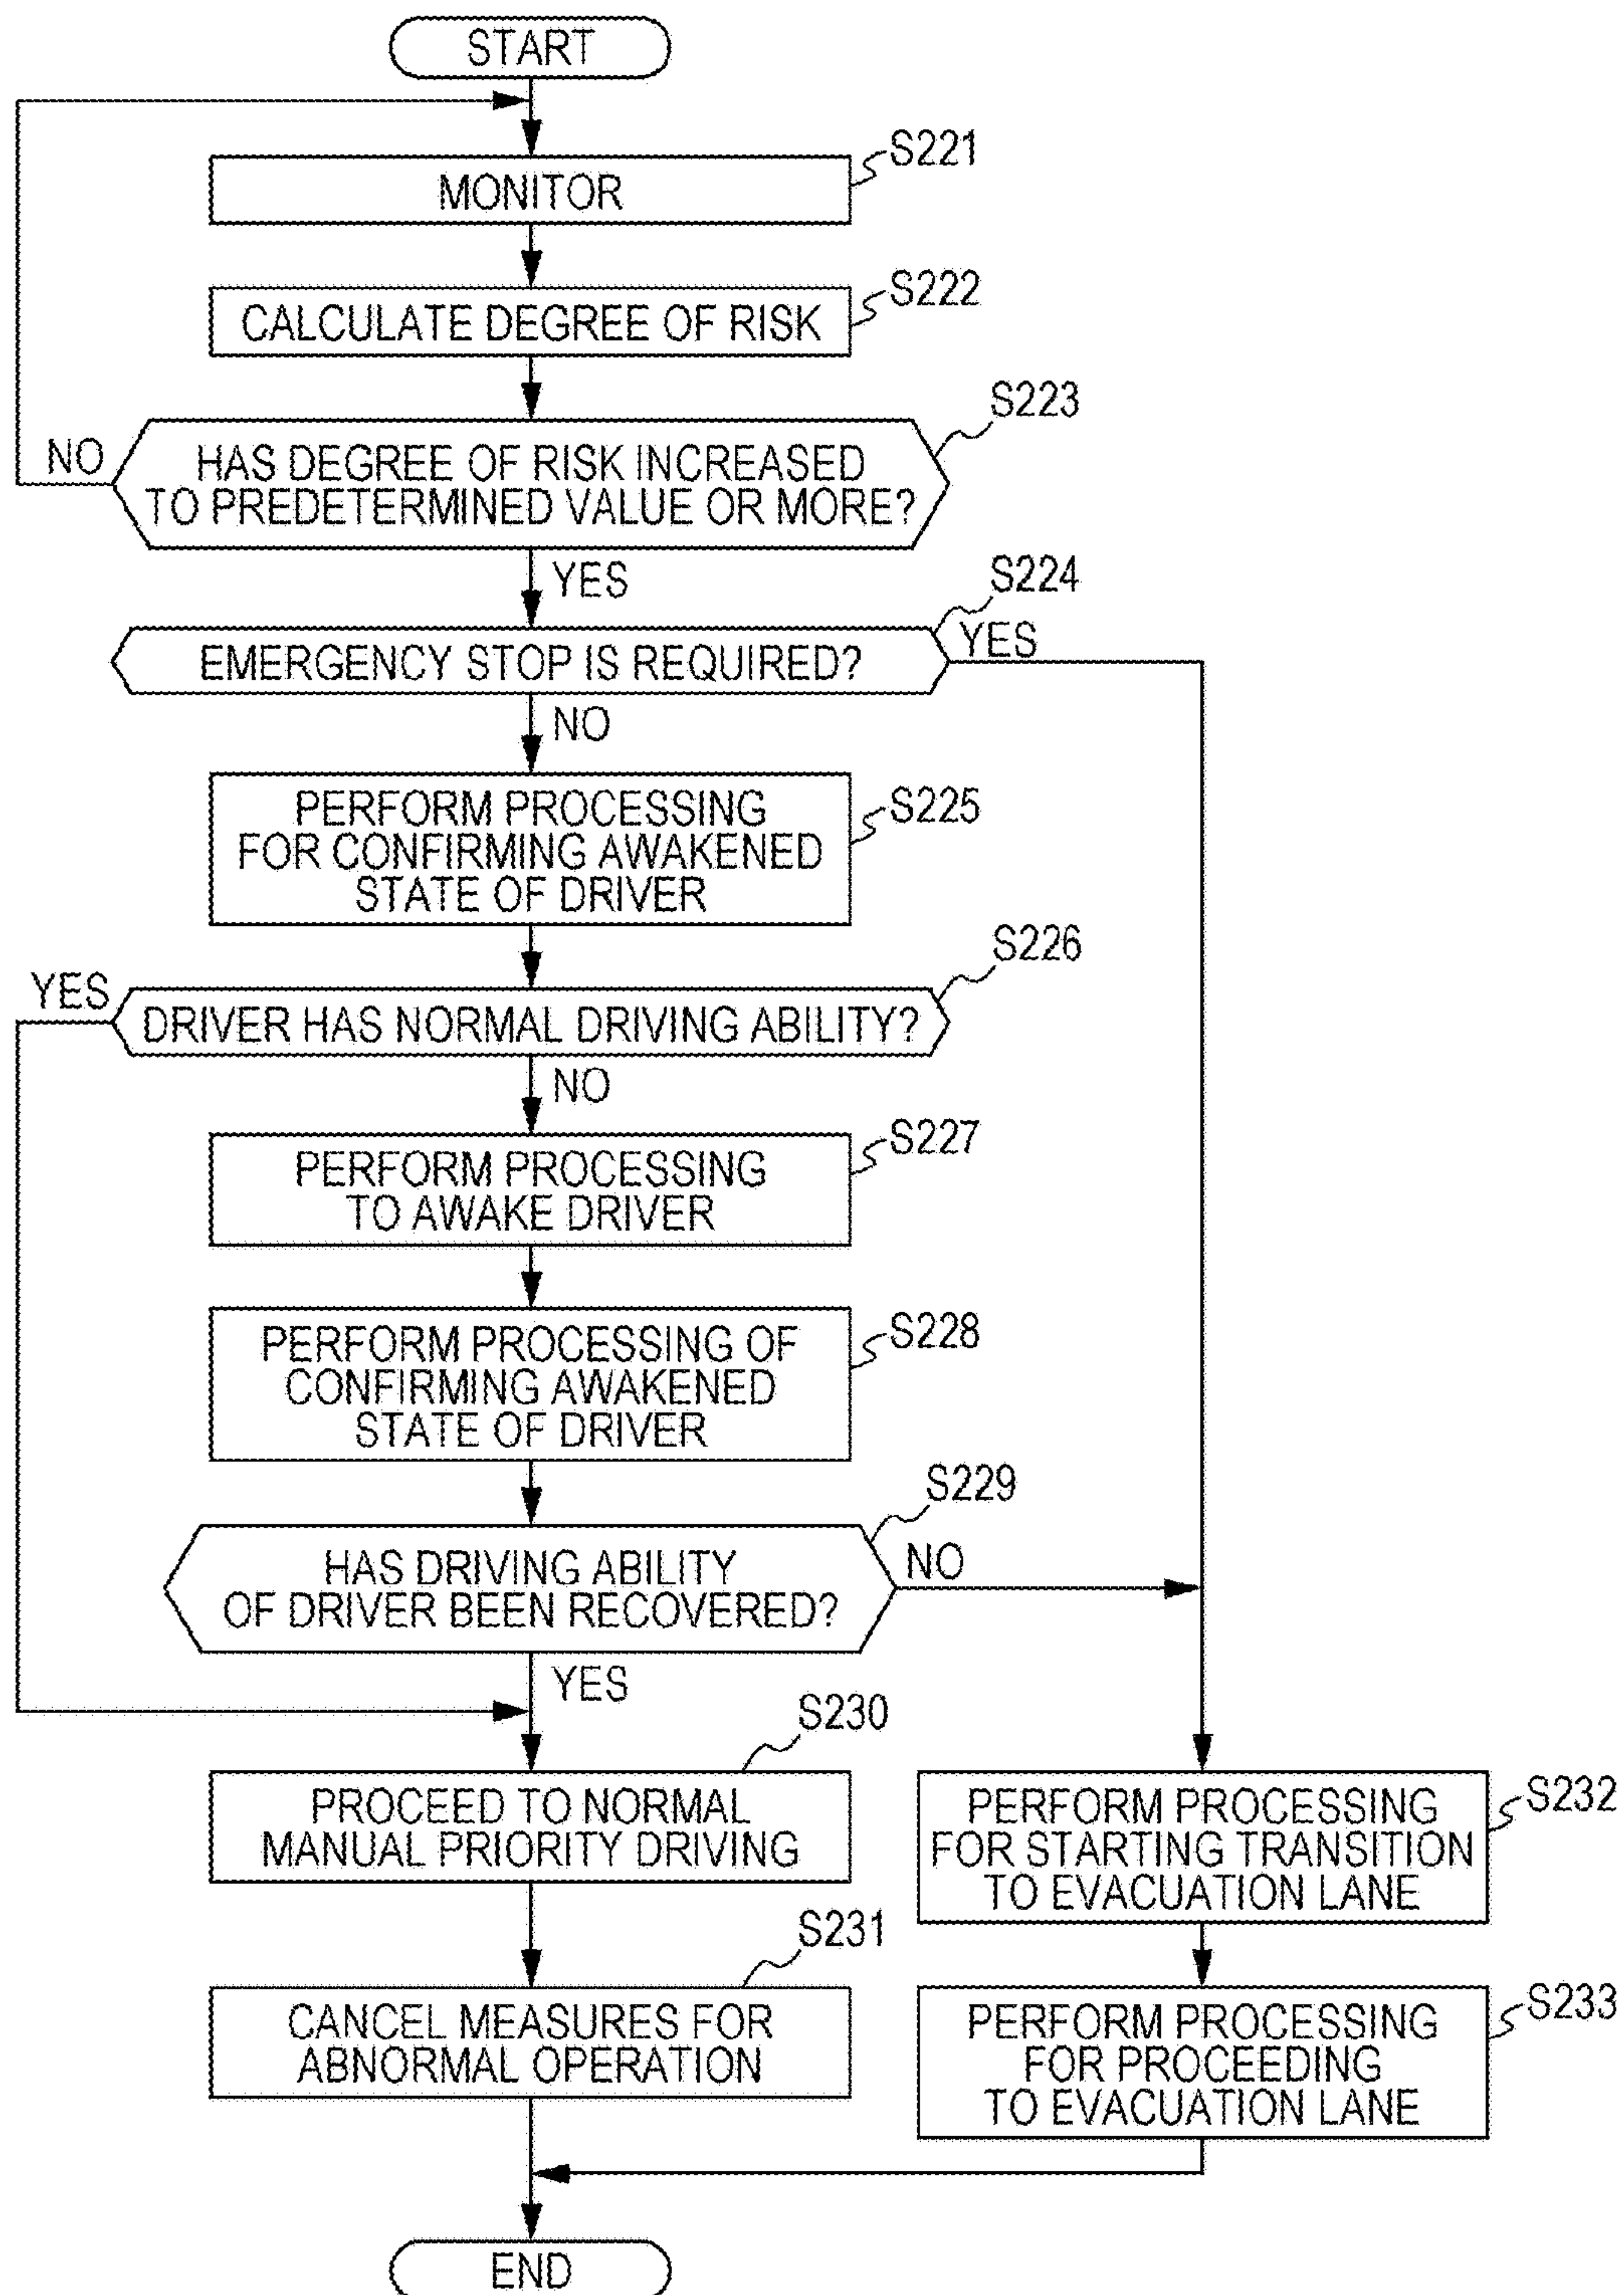 START
S221
MONITOR
S222
CALCULATE DEGREE OF RISK
S223
NO
HAS DEGREE OF RISK INCREASED
TO PREDETERMINED VALUE OR MORE?
YES
S224
EMERGENCY STOP IS REQUIRED?
YES
NO
PERFORM PROCESSING
FOR CONFIRMING AWAKENED
STATE OF DRIVER
S225
S226
YES
DRIVER HAS NORMAL DRIVING ABILITY?
NO
PERFORM PROCESSING
TO AWAKE DRIVER
S227
PERFORM PROCESSING OF
CONFIRMING AWAKENED
STATE OF DRIVER
S228
S229
HAS DRIVING ABILITY
OF DRIVER BEEN RECOVERED?
NO
YES
S230
PROCEED TO NORMAL
MANUAL PRIORITY DRIVING
PERFORM PROCESSING
FOR STARTING TRANSITION
TO EVACUATION LANE
S232
S231
CANCEL MEASURES FOR
ABNORMAL OPERATION
PERFORM PROCESSING
FOR PROCEEDING
TO EVACUATION LANE
S233
END